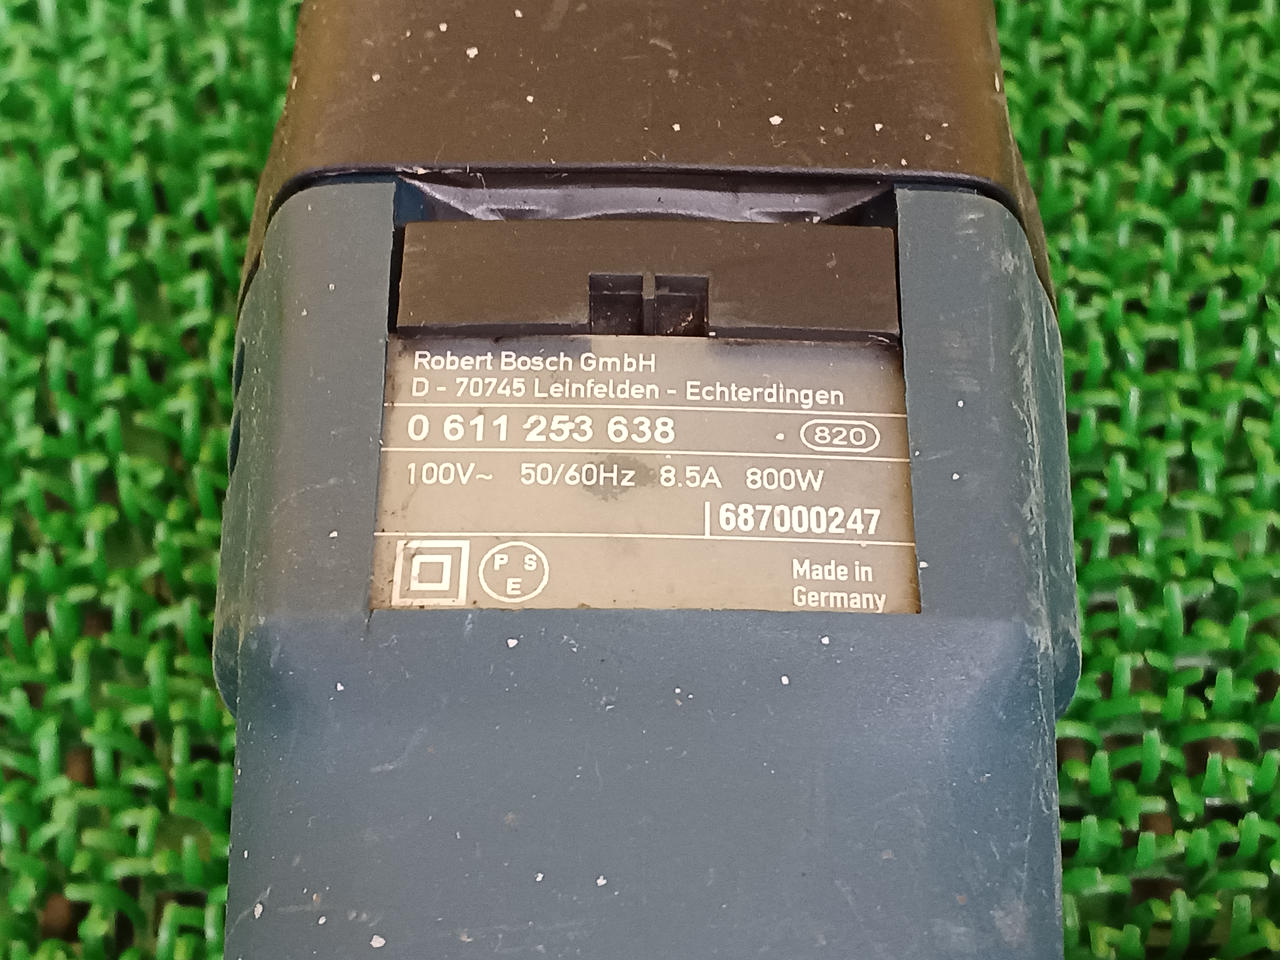 Robert Bosch GmbH
D - 70745 Leinfelden - Echterdingen
0 611 253 638 820
100V~ 50/60Hz 8.5A 800W
687000247
P S E
Made in
Germany